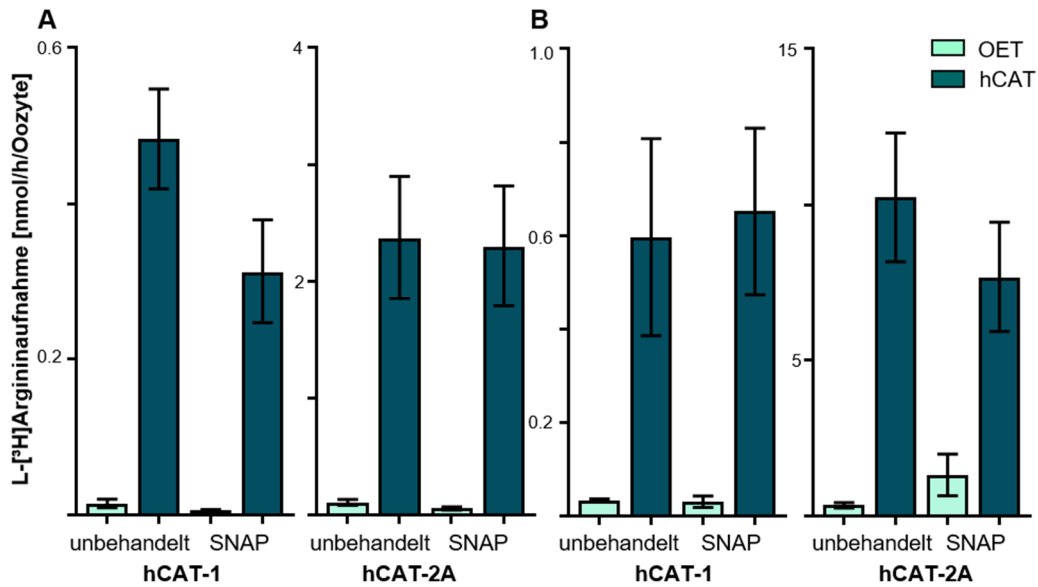 A
B
0.6
0.2
4
2
1.0
0.6
0.2
15
5
OET
hCAT
L-[³H]Argininaufnahme [nmol/h/Oozyte]
unbehandelt SNAP
hCAT-1
unbehandelt SNAP
hCAT-2A
unbehandelt SNAP
hCAT-1
unbehandelt SNAP
hCAT-2A